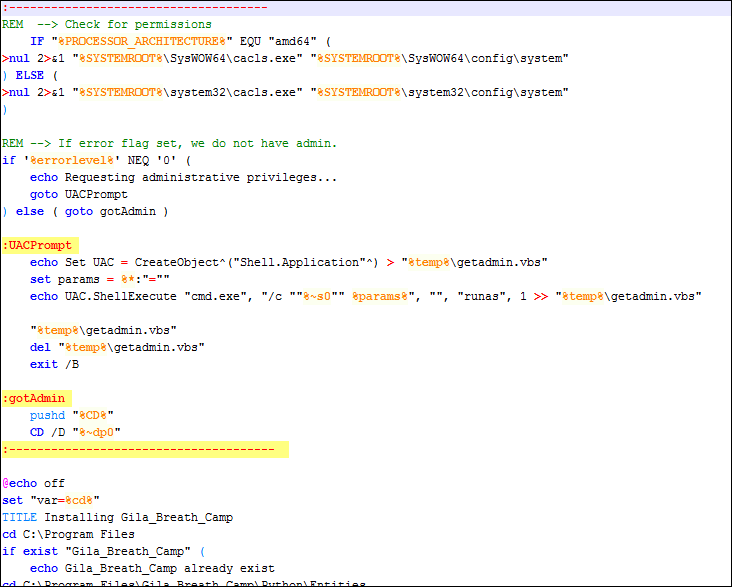 :-------------------------------------
REM  --> Check for permissions
    IF "%PROCESSOR_ARCHITECTURE%" EQU "amd64" (
>nul 2>&1 "%SYSTEMROOT%\SysWOW64\cacls.exe" "%SYSTEMROOT%\SysWOW64\config\system"
) ELSE (
>nul 2>&1 "%SYSTEMROOT%\system32\cacls.exe" "%SYSTEMROOT%\system32\config\system"
)
REM --> If error flag set, we do not have admin.
if '%errorlevel%' NEQ '0' (
    echo Requesting administrative privileges...
    goto UACPrompt
) else ( goto gotAdmin )
:UACPrompt
    echo Set UAC = CreateObject^("Shell.Application"^) > "%temp%\getadmin.vbs"
    set params = %*:"=""
    echo UAC.ShellExecute "cmd.exe", "/c ""%~s0"" %params%", "", "runas", 1 >> "%temp%\getadmin.vbs"
    "%temp%\getadmin.vbs"
    del "%temp%\getadmin.vbs"
    exit /B
:gotAdmin
    pushd "%CD%"
    CD /D "%~dp0"
:--------------------------------------
@echo off
set "var=%cd%"
TITLE Installing Gila_Breath_Camp
cd C:\Program Files
if exist "Gila_Breath_Camp" (
    echo Gila_Breath_Camp already exist
cd C:\Program Files\Gila_Breath_Camp\Python\Entities